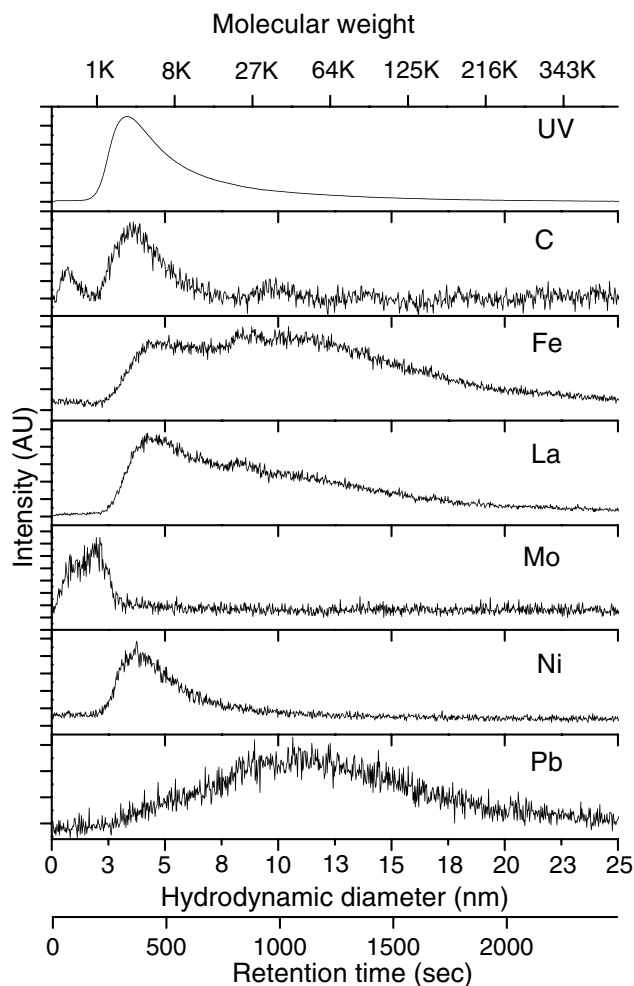 Molecular weight
1K 8K 27K 64K 125K 216K 343K
UV
C
Fe
La
Mo
Ni
Pb
Intensity (AU)
0 3 5 8 10 13 15 18 20 23 25
Hydrodynamic diameter (nm)
0 500 1000 1500 2000
Retention time (sec)